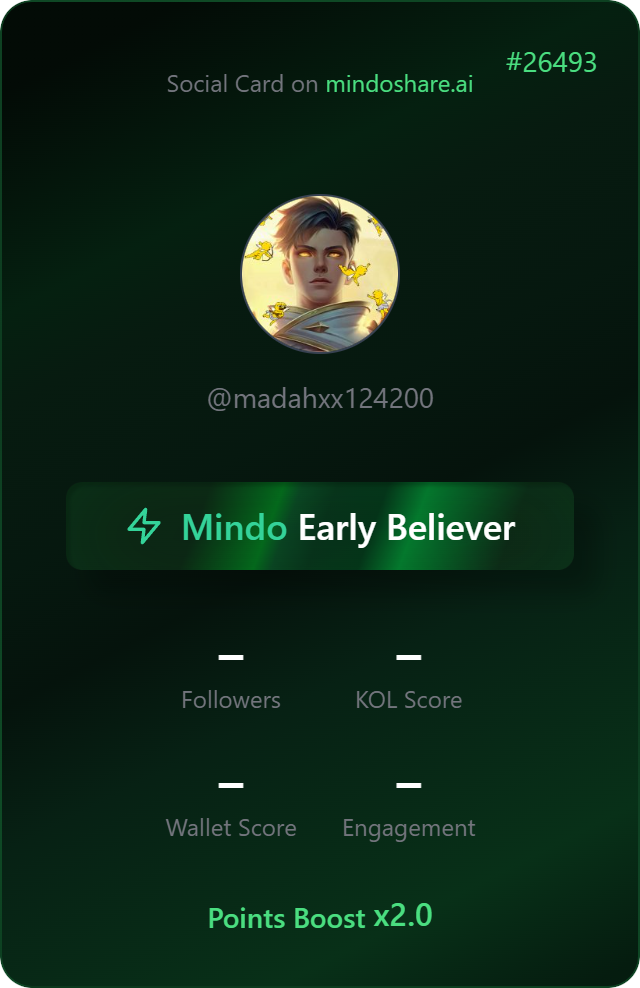 #26493
Social Card on mindoshare.ai
@madahxx124200
Mindo Early Believer
– –
Followers KOL Score
– –
Wallet Score Engagement
Points Boost x2.0